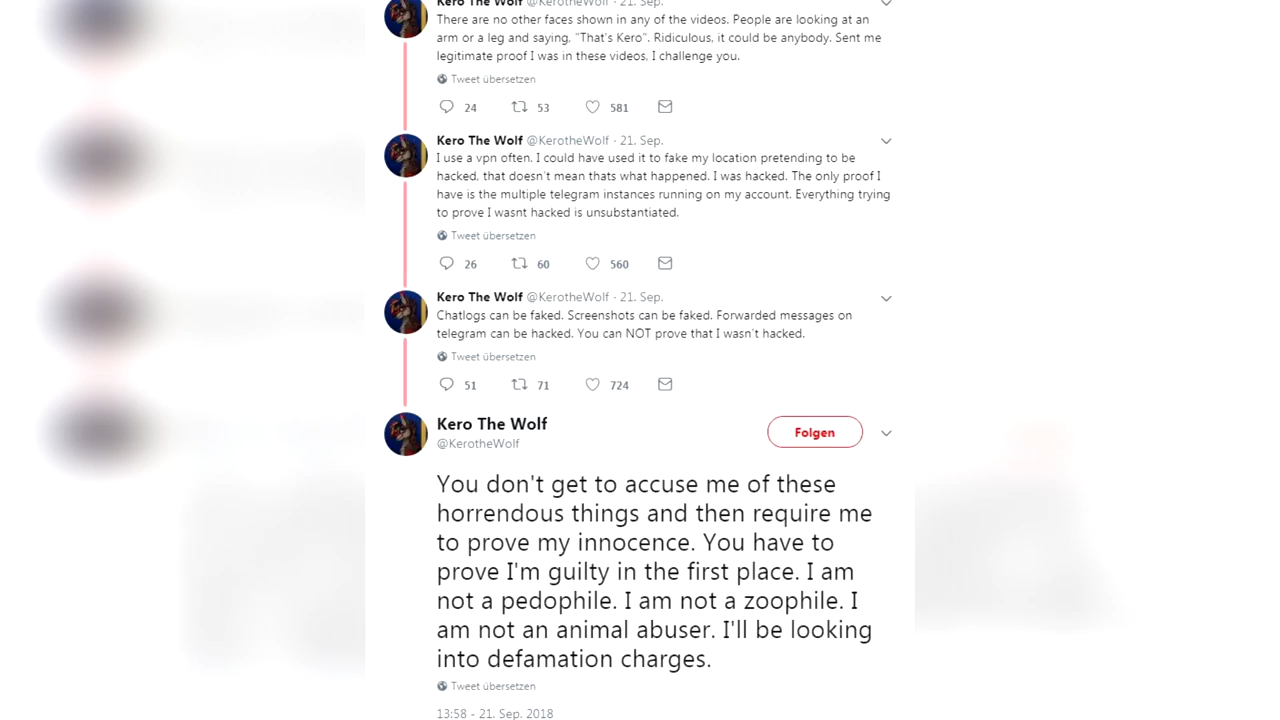 Kero The Wolf @KerotheWolf · 21. Sep.
There are no other faces shown in any of the videos. People are looking at an
arm or a leg and saying, "That's Kero". Ridiculous, it could be anybody. Sent me
legitimate proof I was in these videos, I challenge you.
Tweet übersetzen
24 53 581
Kero The Wolf @KerotheWolf · 21. Sep.
I use a vpn often. I could have used it to fake my location pretending to be
hacked, that doesn't mean thats what happened. I was hacked. The only proof I
have is the multiple telegram instances running on my account. Everything trying
to prove I wasnt hacked is unsubstantiated.
Tweet übersetzen
26 60 560
Kero The Wolf @KerotheWolf · 21. Sep.
Chatlogs can be faked. Screenshots can be faked. Forwarded messages on
telegram can be hacked. You can NOT prove that I wasn't hacked.
Tweet übersetzen
51 71 724
Kero The Wolf
@KerotheWolf
Folgen
You don't get to accuse me of these
horrendous things and then require me
to prove my innocence. You have to
prove I'm guilty in the first place. I am
not a pedophile. I am not a zoophile. I
am not an animal abuser. I'll be looking
into defamation charges.
Tweet übersetzen
13:58 - 21. Sep. 2018